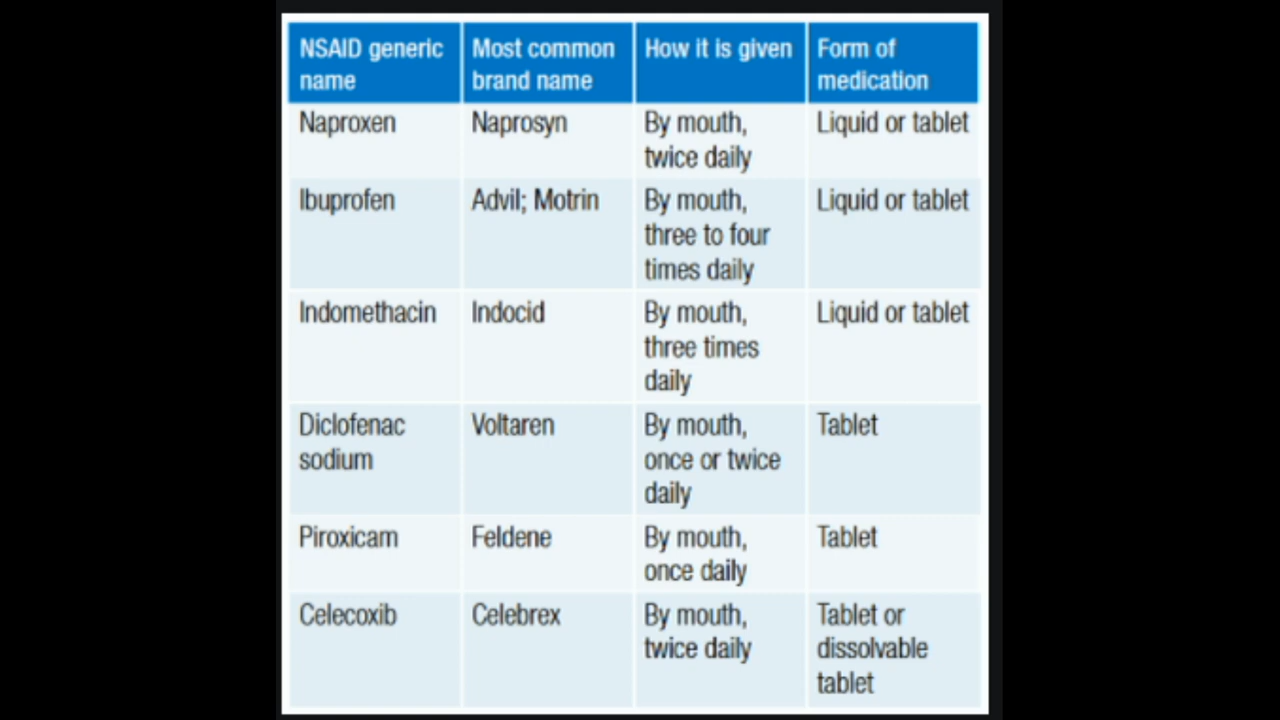 NSAID generic name
Most common brand name
How it is given
Form of medication
Naproxen
Naprosyn
By mouth,
twice daily
Liquid or tablet
Ibuprofen
Advil; Motrin
By mouth,
three to four
times daily
Liquid or tablet
Indomethacin
Indocid
By mouth,
three times
daily
Liquid or tablet
Diclofenac
sodium
Voltaren
By mouth,
once or twice
daily
Tablet
Piroxicam
Feldene
By mouth,
once daily
Tablet
Celecoxib
Celebrex
By mouth,
twice daily
Tablet or
dissolvable
tablet